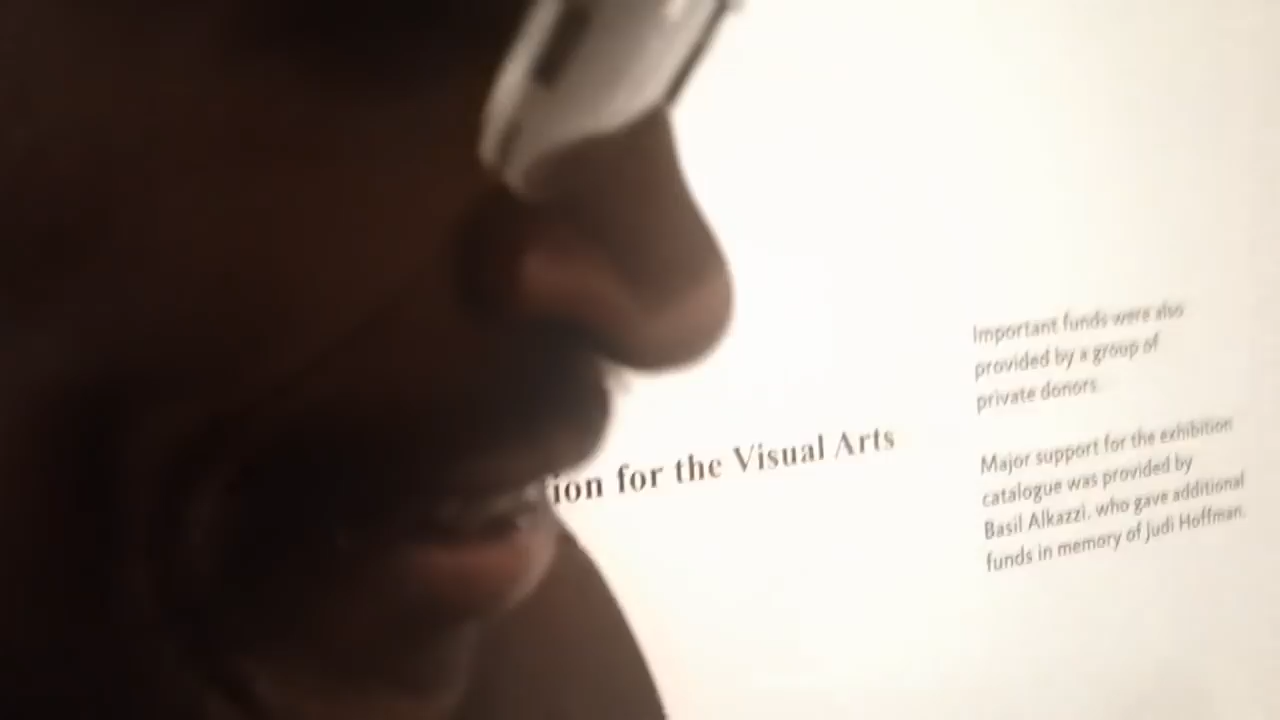 ion for the Visual Arts
Important funds were also
provided by a group of
private donors.
Major support for the exhibition
catalogue was provided by
Basil Alkazzi, who gave additional
funds in memory of Judi Hoffman.